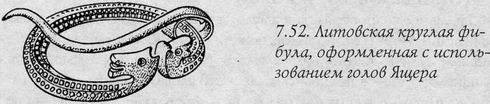 7.52. Литовская круглая фи-
була, оформленная с исполь-
зованием голов Ящера